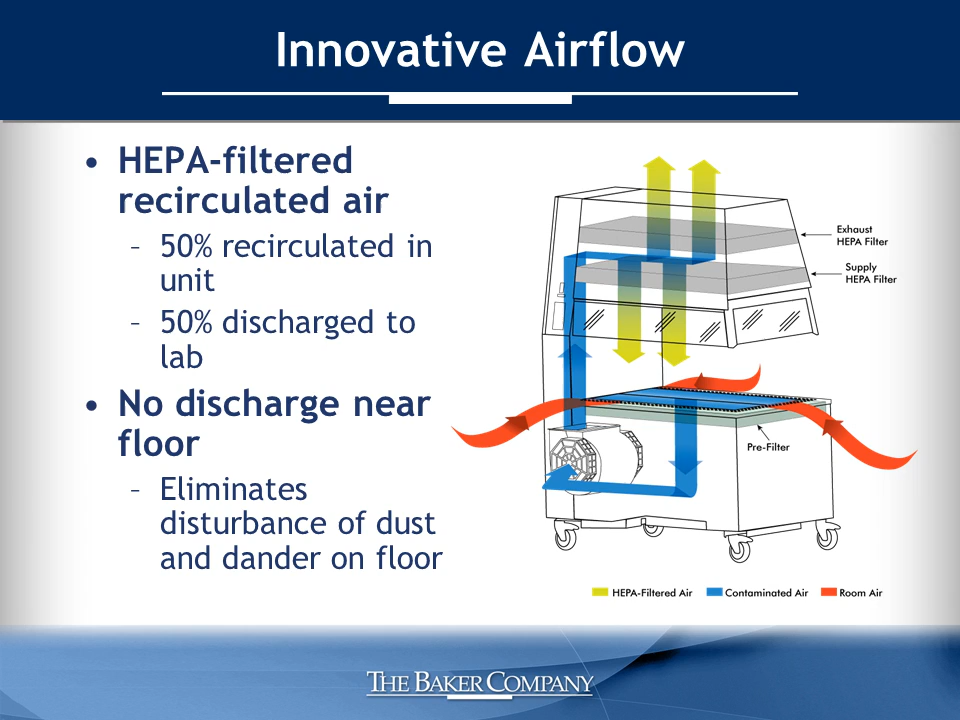 Innovative Airflow
• HEPA-filtered
recirculated air
– 50% recirculated in
unit
– 50% discharged to
lab
• No discharge near
floor
– Eliminates
disturbance of dust
and dander on floor
Exhaust
HEPA Filter
Supply
HEPA Filter
Pre-Filter
HEPA-Filtered Air Contaminated Air Room Air
THE BAKER COMPANY